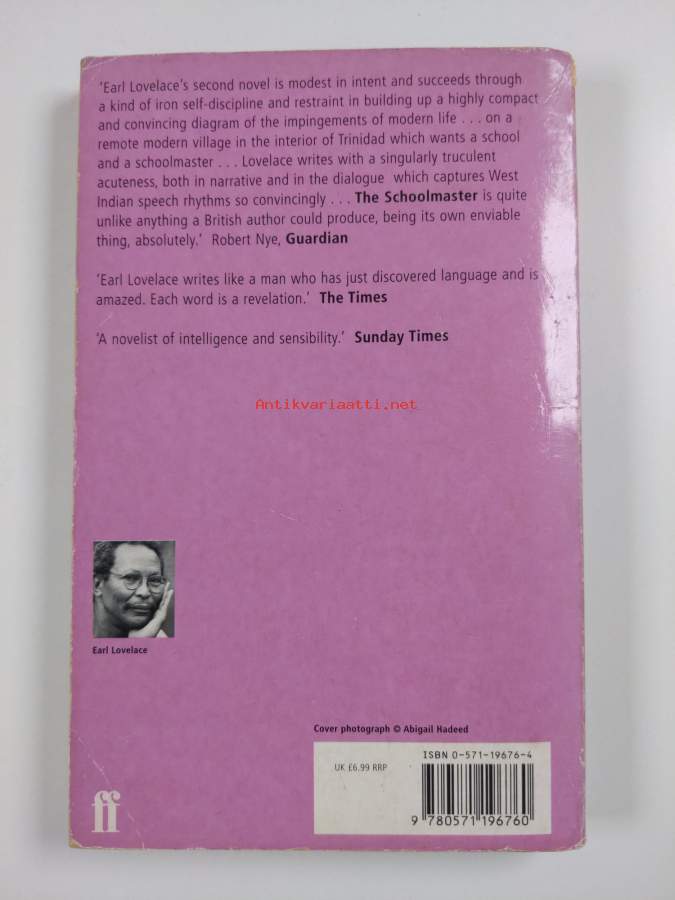 ‘Earl Lovelace’s second novel is modest in intent and succeeds through
a kind of iron self-discipline and restraint in building up a highly compact
and convincing diagram of the impingements of modern life . . . on a
remote modern village in the interior of Trinidad which wants a school
and a schoolmaster . . . Lovelace writes with a singularly truculent
acuteness, both in narrative and in the dialogue which captures West
Indian speech rhythms so convincingly . . . The Schoolmaster is quite
unlike anything a British author could produce, being its own enviable
thing, absolutely.’ Robert Nye, Guardian
‘Earl Lovelace writes like a man who has just discovered language and is
amazed. Each word is a revelation.’ The Times
‘A novelist of intelligence and sensibility.’ Sunday Times
Antikvariaatti.net
Earl Lovelace
Cover photograph © Abigail Hadeed
ISBN 0-571-19676-4
UK £6.99 RRP
9 780571 196760
ff